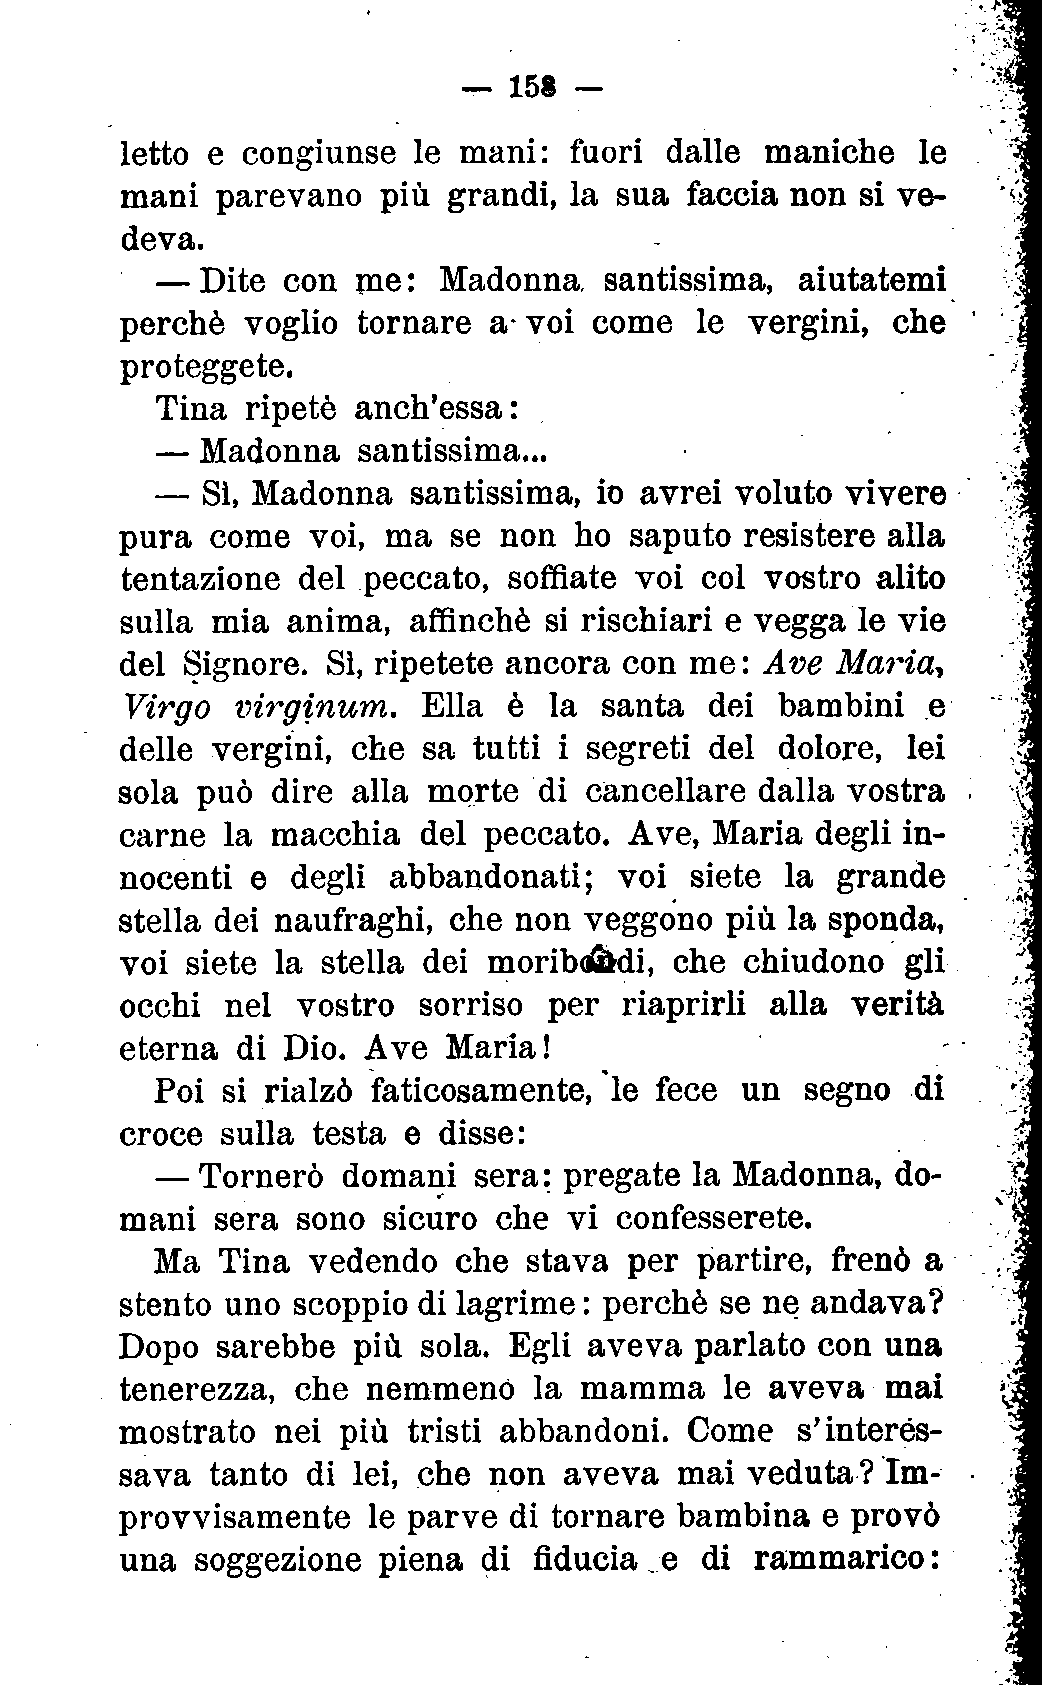 — 158 —
letto e congiunse le mani: fuori dalle maniche le
mani parevano più grandi, la sua faccia non si ve-
deva.
— Dite con me: Madonna santissima, aiutatemi
perchè voglio tornare a voi come le vergini, che
proteggete.
Tina ripetè anch'essa:
— Madonna santissima...
— Sì, Madonna santissima, io avrei voluto vivere
pura come voi, ma se non ho saputo resistere alla
tentazione del peccato, soffiate voi col vostro alito
sulla mia anima, affinchè si rischiari e vegga le vie
del Signore. Sì, ripetete ancora con me: Ave Maria,
Virgo virginum. Ella è la santa dei bambini e
delle vergini, che sa tutti i segreti del dolore, lei
sola può dire alla morte di cancellare dalla vostra
carne la macchia del peccato. Ave, Maria degli in-
nocenti e degli abbandonati; voi siete la grande
stella dei naufraghi, che non veggono più la sponda,
voi siete la stella dei moribondi, che chiudono gli
occhi nel vostro sorriso per riaprirli alla verità
eterna di Dio. Ave Maria!
Poi si rialzò faticosamente, le fece un segno di
croce sulla testa e disse:
— Tornerò domani sera: pregate la Madonna, do-
mani sera sono sicuro che vi confesserete.
Ma Tina vedendo che stava per partire, frenò a
stento uno scoppio di lagrime: perchè se ne andava?
Dopo sarebbe più sola. Egli aveva parlato con una
tenerezza, che nemmeno la mamma le aveva mai
mostrato nei più tristi abbandoni. Come s'interes-
sava tanto di lei, che non aveva mai veduta? Im-
provvisamente le parve di tornare bambina e provò
una soggezione piena di fiducia e di rammarico: